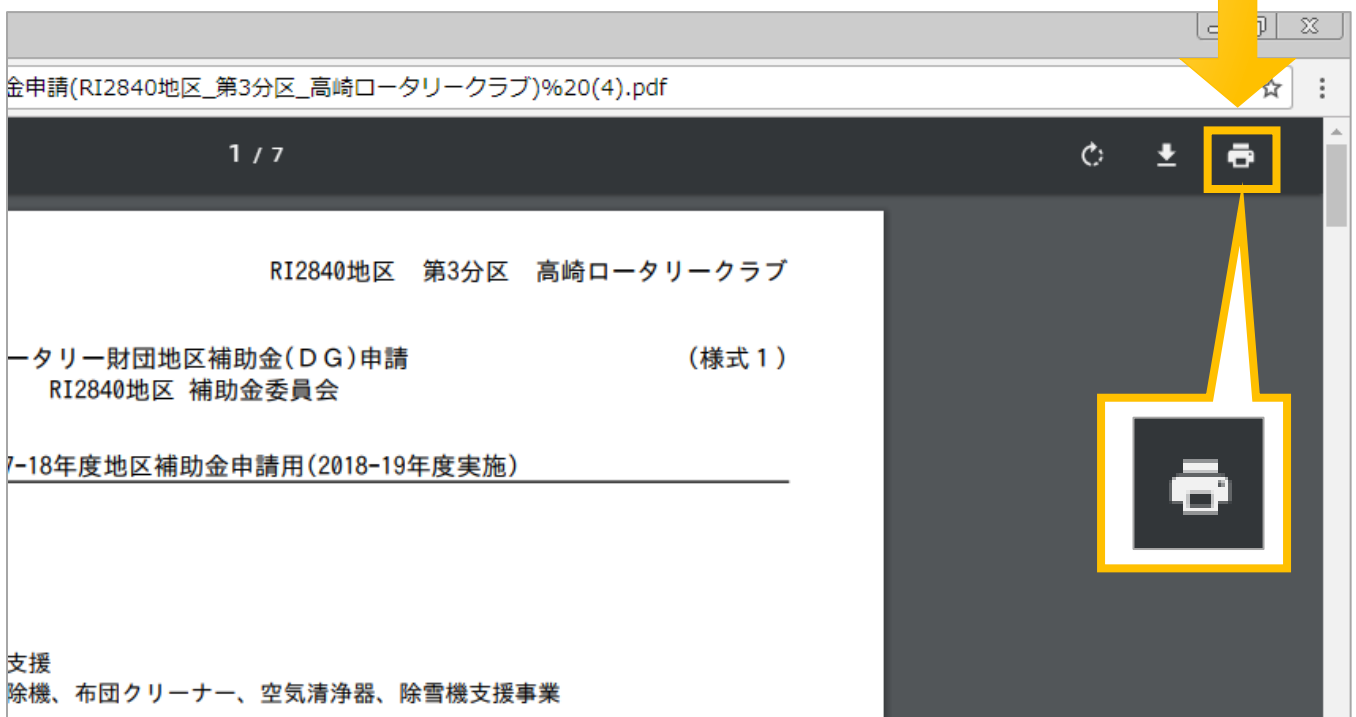 金申請(RI2840地区_第3分区_高崎ロータリークラブ)%20(4).pdf
1 / 7
RI2840地区 第3分区 高崎ロータリークラブ
ータリー財団地区補助金(ＤＧ)申請 (様式１)
RI2840地区 補助金委員会
7-18年度地区補助金申請用(2018-19年度実施)
支援
除機、布団クリーナー、空気清浄器、除雪機支援事業